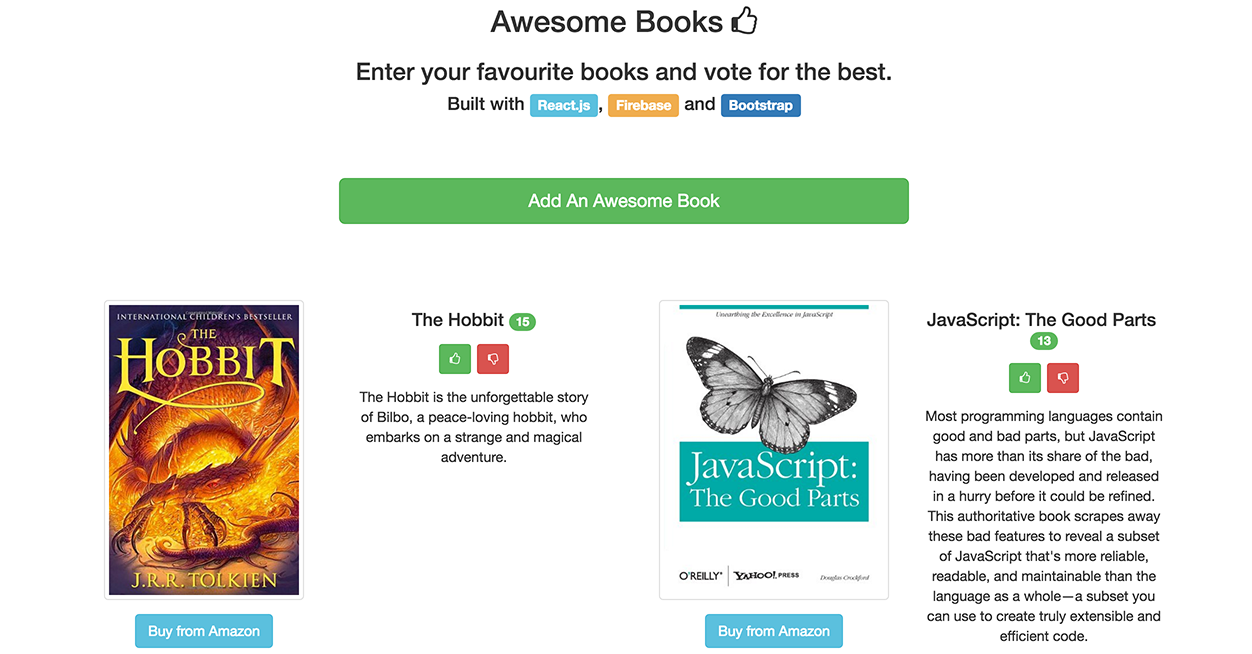 Awesome Books
Enter your favourite books and vote for the best.
Built with React.js, Firebase and Bootstrap
Add An Awesome Book
INTERNATIONAL CHILDREN'S BESTSELLER
THE
HOBBIT
J.R.R. TOLKIEN
Buy from Amazon
The Hobbit 15
The Hobbit is the unforgettable story
of Bilbo, a peace-loving hobbit, who
embarks on a strange and magical
adventure.
Unearthing the Excellence in JavaScript
JavaScript:
The Good Parts
O'REILLY® YAHOO! PRESS Douglas Crockford
Buy from Amazon
JavaScript: The Good Parts
13
Most programming languages contain
good and bad parts, but JavaScript
has more than its share of the bad,
having been developed and released
in a hurry before it could be refined.
This authoritative book scrapes away
these bad features to reveal a subset
of JavaScript that's more reliable,
readable, and maintainable than the
language as a whole—a subset you
can use to create truly extensible and
efficient code.